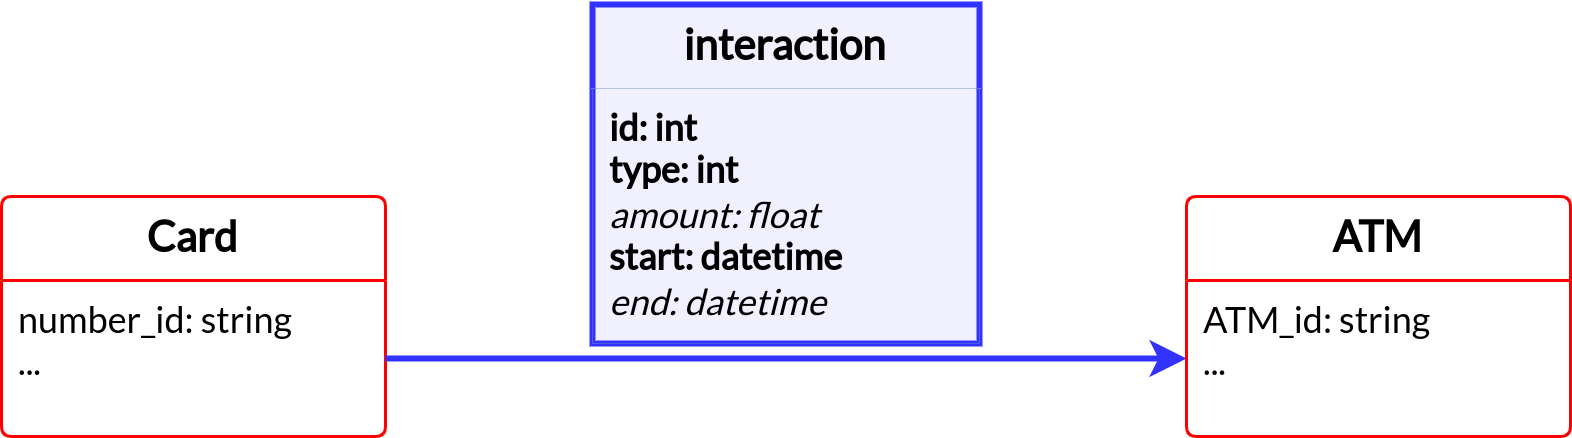 interaction
id: int
type: int
amount: float
start: datetime
end: datetime
Card
number_id: string
...
ATM
ATM_id: string
...